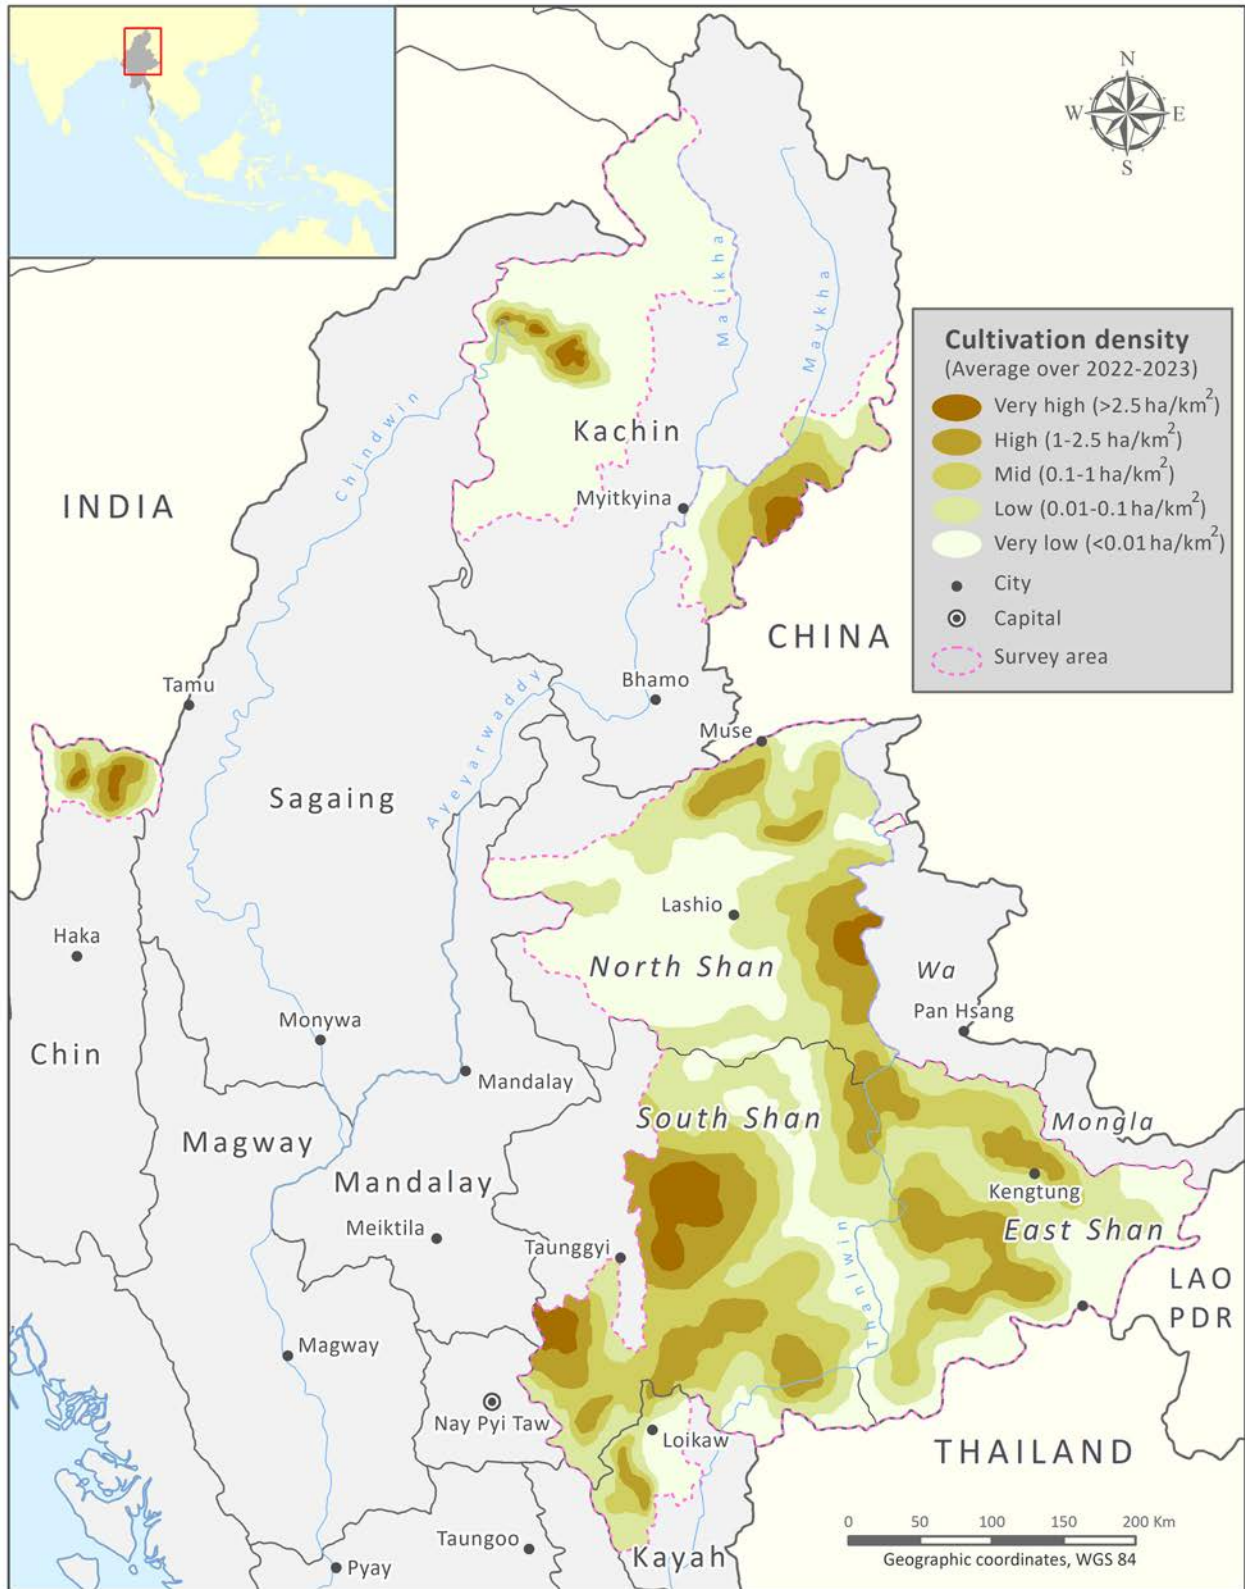 N
W
E
S
Cultivation density
(Average over 2022-2023)
Very high (>2.5 ha/km²)
High (1-2.5 ha/km²)
Mid (0.1-1 ha/km²)
Low (0.01-0.1 ha/km²)
Very low (<0.01 ha/km²)
City
Capital
Survey area
Malikha
Maykha
Chindwin
Kachin
INDIA
Myitkyina
CHINA
Tamu
Bhamo
Ayeyarwaddy
Muse
Sagaing
Lashio
Haka
North Shan
Wa
Pan Hsang
Monywa
Chin
Mandalay
South Shan
Mongla
Magway
Mandalay
Kengtung
Meiktila
East Shan
Taunggyi
Thanlwin
LAO
PDR
Magway
Nay Pyi Taw
Loikaw
THAILAND
0 50 100 150 200 Km
Geographic coordinates, WGS 84
Taungoo
Kayah
Pyay